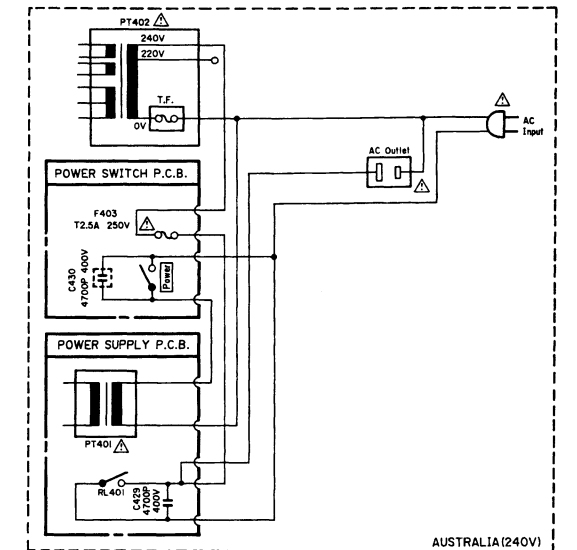 PT402
240V
220V
T.F.
0V
AC
Input
AC Outlet
POWER SWITCH P.C.B.
F403
T2.5A 250V
C430
4700P 400V
Power
POWER SUPPLY P.C.B.
PT401
RL401
C429
4700P
400V
AUSTRALIA(240V)